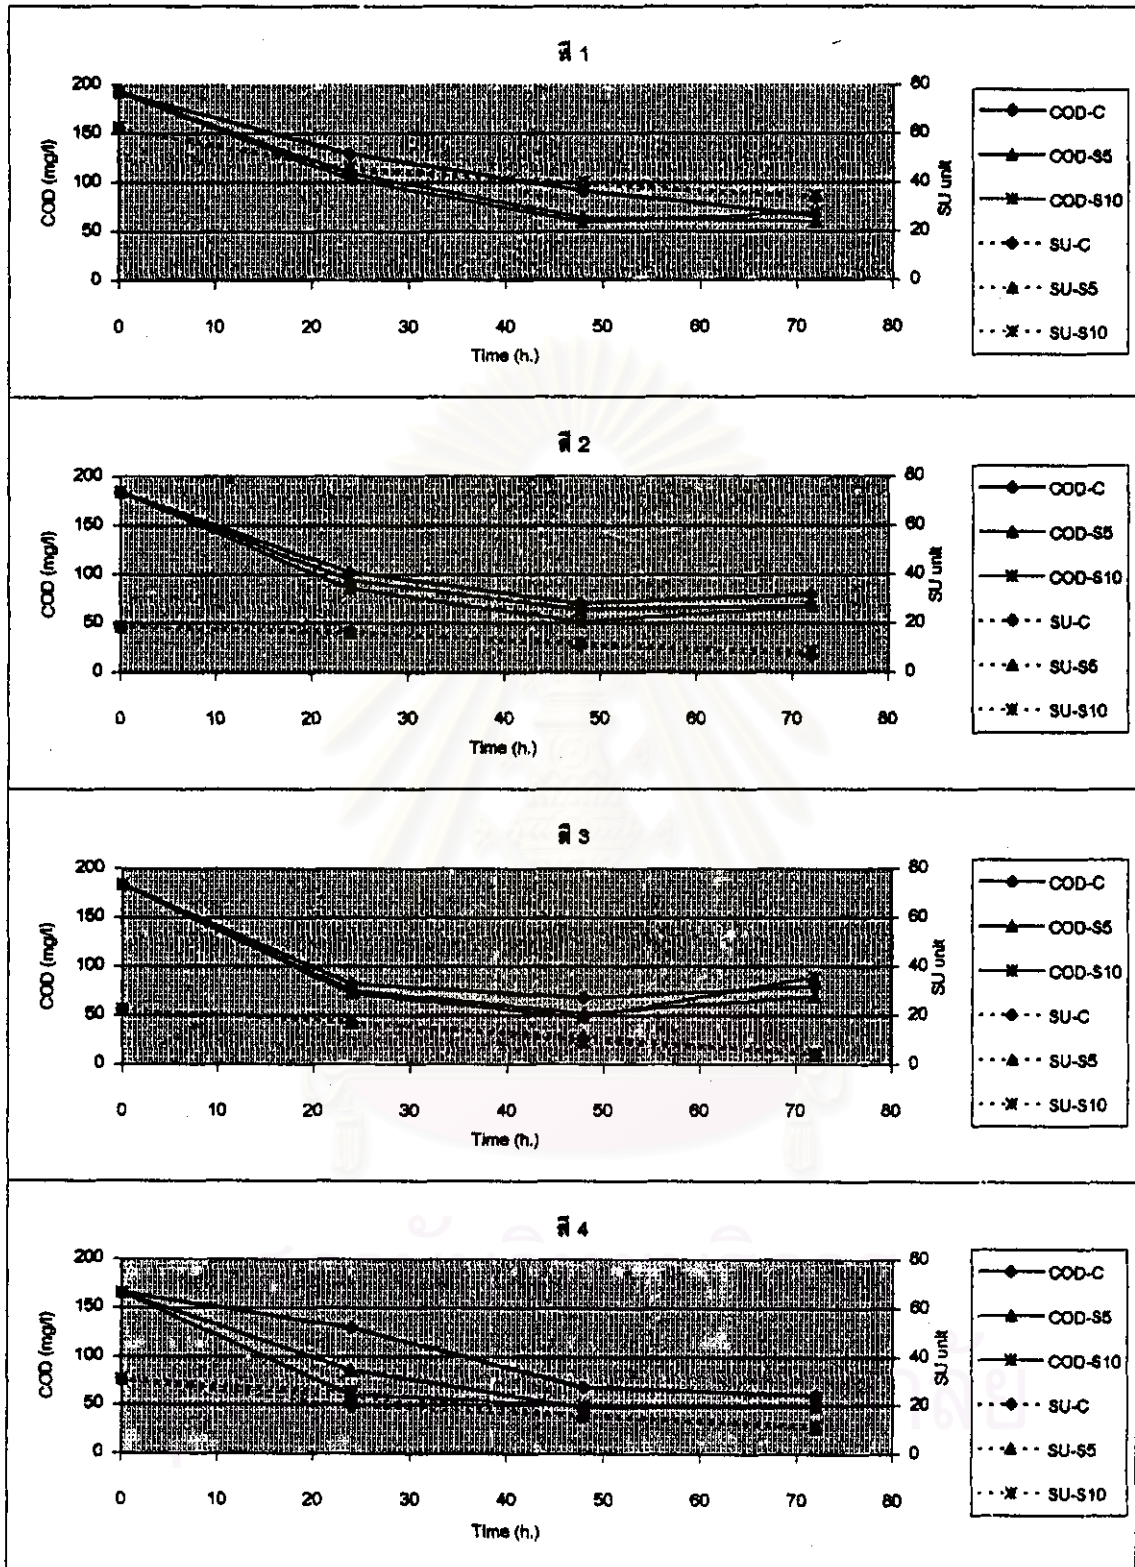 สี 1
COD (mg/l)
200
150
100
50
0
80
60
40
20
0
SU unit
0 10 20 30 40 50 60 70 80
Time (h.)
COD-C
COD-S5
COD-S10
SU-C
SU-S5
SU-S10
สี 2
COD (mg/l)
200
150
100
50
0
80
60
40
20
0
SU unit
0 10 20 30 40 50 60 70 80
Time (h.)
COD-C
COD-S5
COD-S10
SU-C
SU-S5
SU-S10
สี 3
COD (mg/l)
200
150
100
50
0
80
60
40
20
0
SU unit
0 10 20 30 40 50 60 70 80
Time (h.)
COD-C
COD-S5
COD-S10
SU-C
SU-S5
SU-S10
สี 4
COD (mg/l)
200
150
100
50
0
80
60
40
20
0
SU unit
0 10 20 30 40 50 60 70 80
Time (h.)
COD-C
COD-S5
COD-S10
SU-C
SU-S5
SU-S10